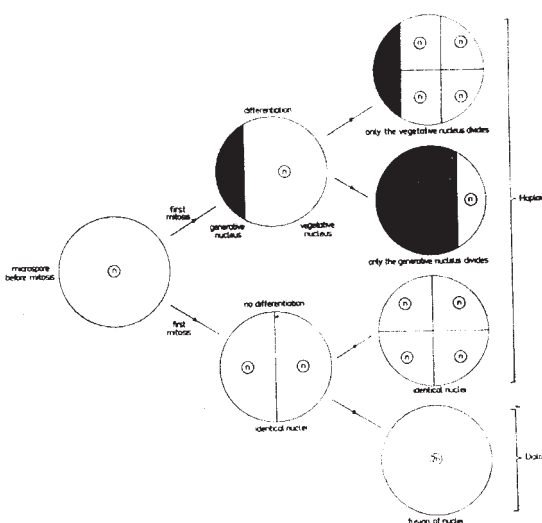 n
n
n
n
only the vegetative nucleus divides
differentiation
n
first
mitosis
generative
nucleus
vegetative
nucleus
n
only the generative nucleus divides
microspore
before mitosis
n
no differentiation
first
mitosis
n
n
identical nuclei
n
n
n
n
identical nuclei
fusion of nuclei